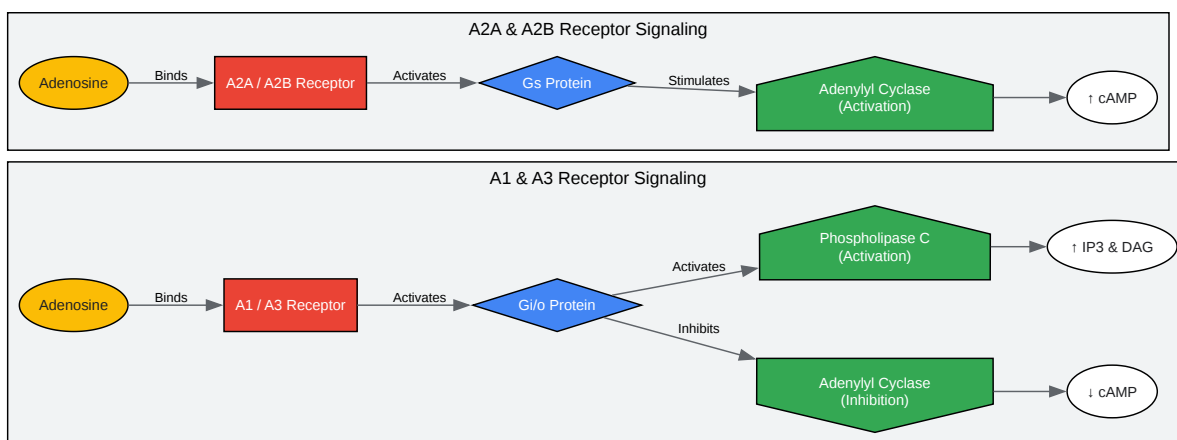 A2A & A2B Receptor Signaling
Adenosine
Binds
A2A / A2B Receptor
Activates
Gs Protein
Stimulates
Adenylyl Cyclase
(Activation)
↑ cAMP
A1 & A3 Receptor Signaling
Adenosine
Binds
A1 / A3 Receptor
Activates
Gi/o Protein
Activates
Phospholipase C
(Activation)
↑ IP3 & DAG
Inhibits
Adenylyl Cyclase
(Inhibition)
↓ cAMP